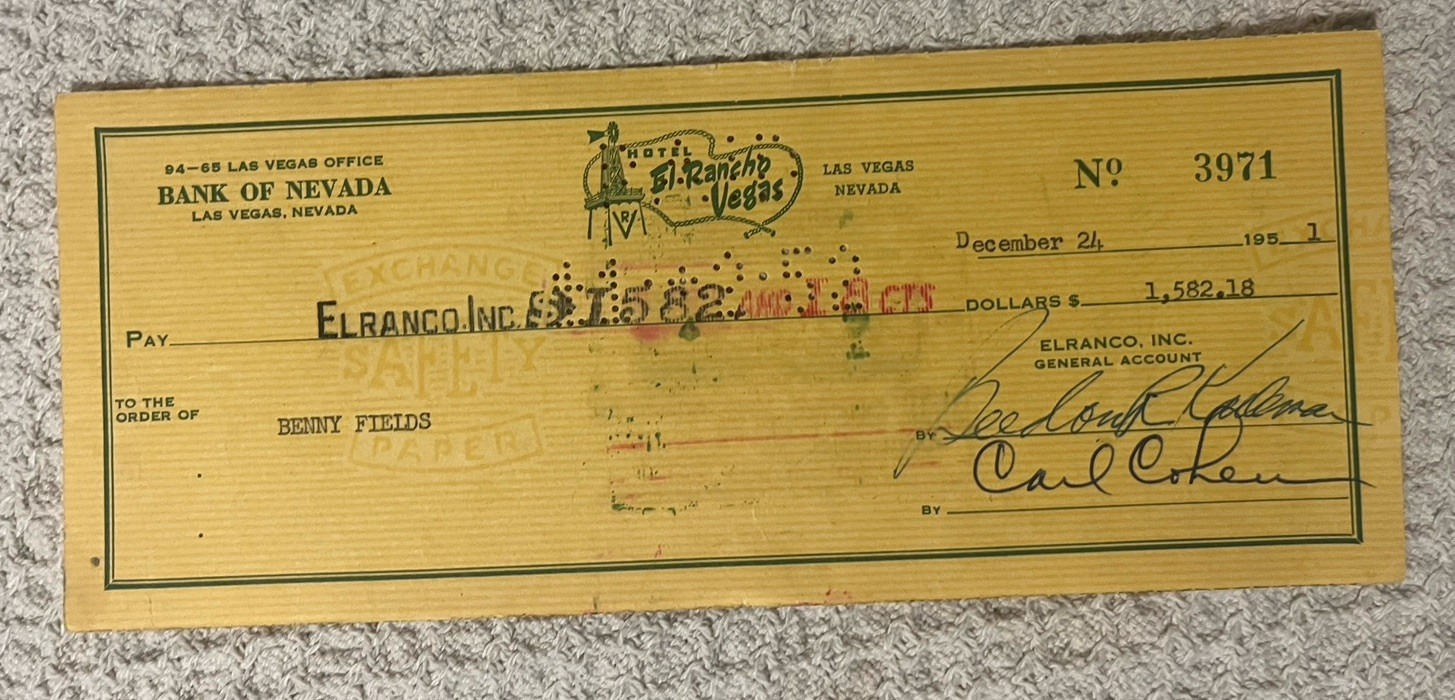 94-65 LAS VEGAS OFFICE
BANK OF NEVADA
LAS VEGAS, NEVADA
HOTEL
El Rancho
Vegas
LAS VEGAS
NEVADA
Nº 3971
December 24 195 1
EXCHANGE
SAFETY
PAPER
PAY ELRANCO.INC. $1582 AND 18 CTS DOLLARS $ 1,582.18
ELRANCO, INC.
GENERAL ACCOUNT
TO THE
ORDER OF
BENNY FIELDS
BY
Carl Cohen
BY